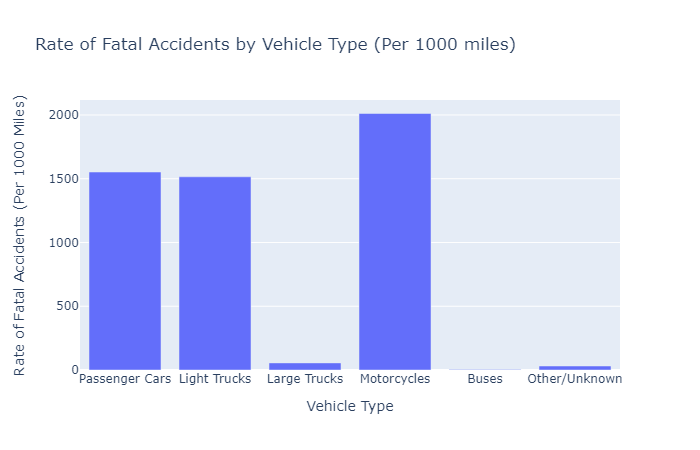 Rate of Fatal Accidents by Vehicle Type (Per 1000 miles)
Rate of Fatal Accidents (Per 1000 Miles)
2000
1500
1000
500
0
Passenger Cars Light Trucks Large Trucks Motorcycles Buses Other/Unknown
Vehicle Type